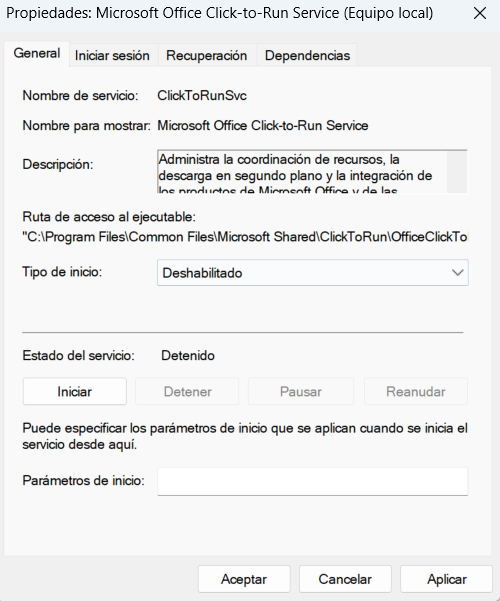 Propiedades: Microsoft Office Click-to-Run Service (Equipo local)
General Iniciar sesión Recuperación Dependencias
Nombre de servicio: ClickToRunSvc
Nombre para mostrar: Microsoft Office Click-to-Run Service
Descripción: Administra la coordinación de recursos, la
descarga en segundo plano y la integración de
los productos de Microsoft Office y de las
Ruta de acceso al ejecutable:
"C:\Program Files\Common Files\Microsoft Shared\ClickToRun\OfficeClickTo
Tipo de inicio: Deshabilitado
Estado del servicio: Detenido
Iniciar Detener Pausar Reanudar
Puede especificar los parámetros de inicio que se aplican cuando se inicia el
servicio desde aquí.
Parámetros de inicio:
Aceptar Cancelar Aplicar